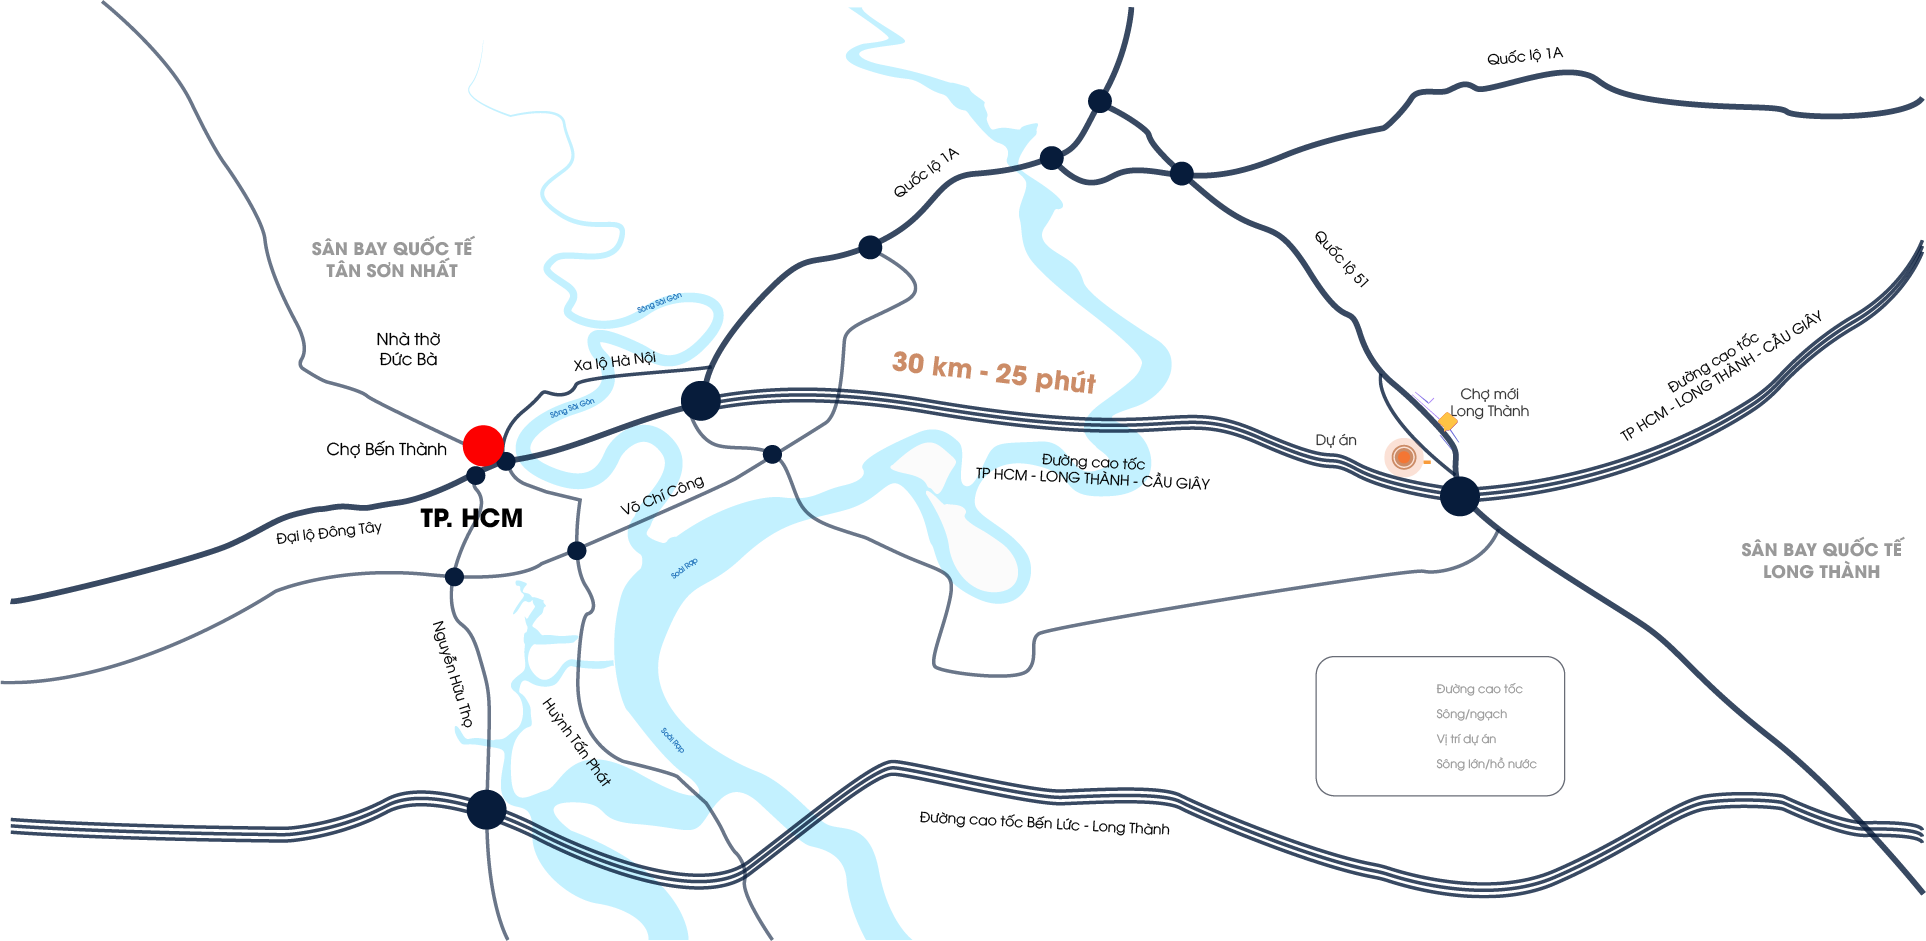 Quốc lộ 1A
Quốc lộ 1A
SÂN BAY QUỐC TẾ
TÂN SƠN NHẤT
Quốc lộ 51
Sông Sài Gòn
Nhà thờ
Đức Bà
Xa lộ Hà Nội
30 km - 25 phút
Đường cao tốc
TP HCM - LONG THÀNH - CẦU GIÂY
Chợ mới
Long Thành
Sông Sài Gòn
Chợ Bến Thành
Dự án
Đường cao tốc
TP HCM - LONG THÀNH - CẦU GIÂY
Võ Chí Công
TP. HCM
Đại lộ Đông Tây
SÂN BAY QUỐC TẾ
LONG THÀNH
Soài Rạp
Nguyễn Hữu Thọ
Huỳnh Tấn Phát
Soài Rạp
Đường cao tốc
Sông/ngạch
Vị trí dự án
Sông lớn/hồ nước
Đường cao tốc Bến Lức - Long Thành